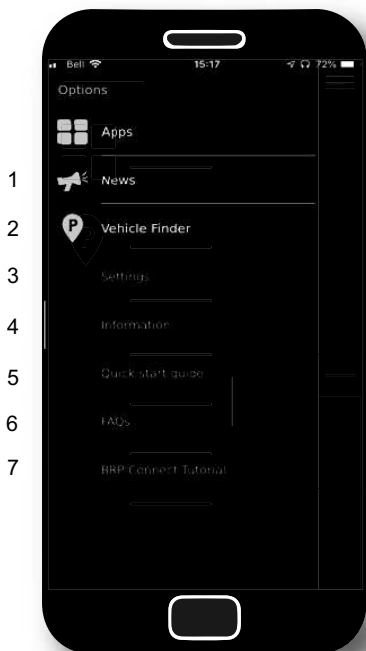 Bell 15:17 72%
Options
Apps
1 News
2 P Vehicle Finder
3 Settings
4 Information
5 Quick start guide
6 FAQs
7 BRP Connect Tutorial